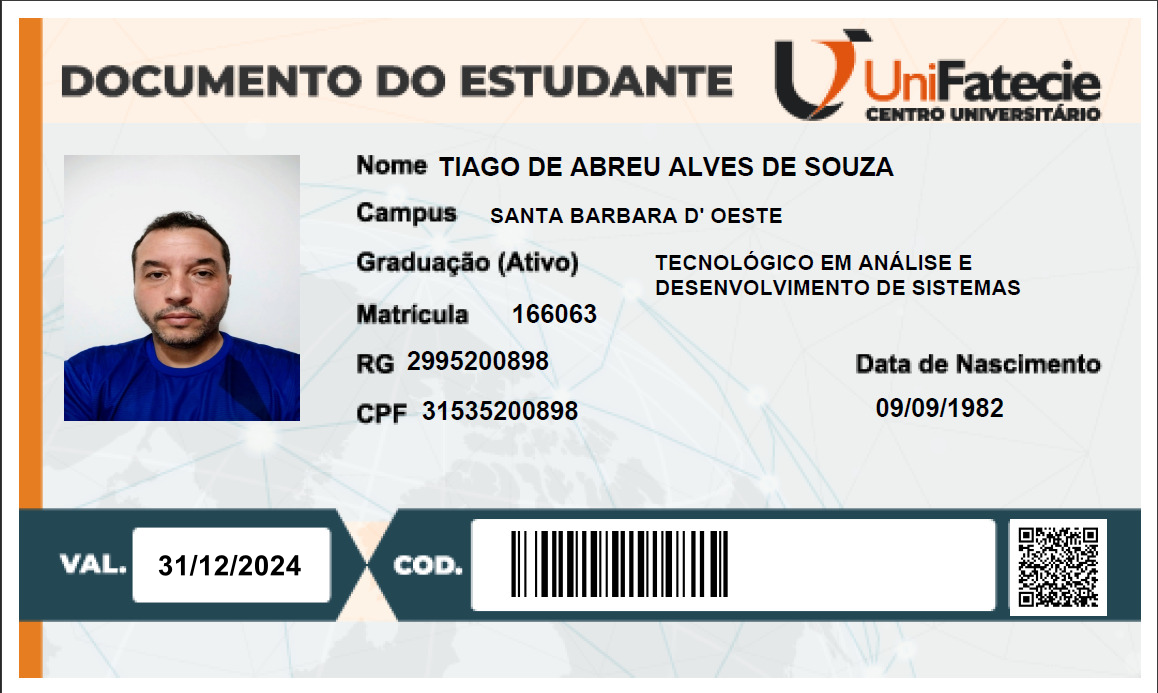 DOCUMENTO DO ESTUDANTE
UniFatecie
CENTRO UNIVERSITÁRIO
Nome TIAGO DE ABREU ALVES DE SOUZA
Campus SANTA BARBARA D' OESTE
Graduação (Ativo) TECNOLÓGICO EM ANÁLISE E
DESENVOLVIMENTO DE SISTEMAS
Matricula 166063
RG 2995200898
Data de Nascimento
CPF 31535200898
09/09/1982
VAL. 31/12/2024
COD.